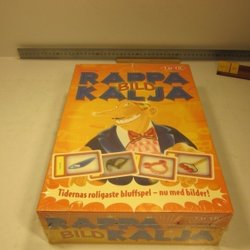 RAPPA
BILD
KALJA
Tidernas roligaste bluffspel – nu med bilder!
RAPPA
BILD
KALJA